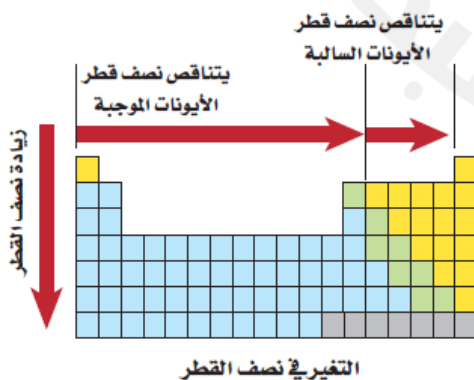 يتناقص نصف قطر
الأيونات السالبة
يتناقص نصف قطر
الأيونات الموجبة
زيادة نصف القطر
التغير في نصف القطر